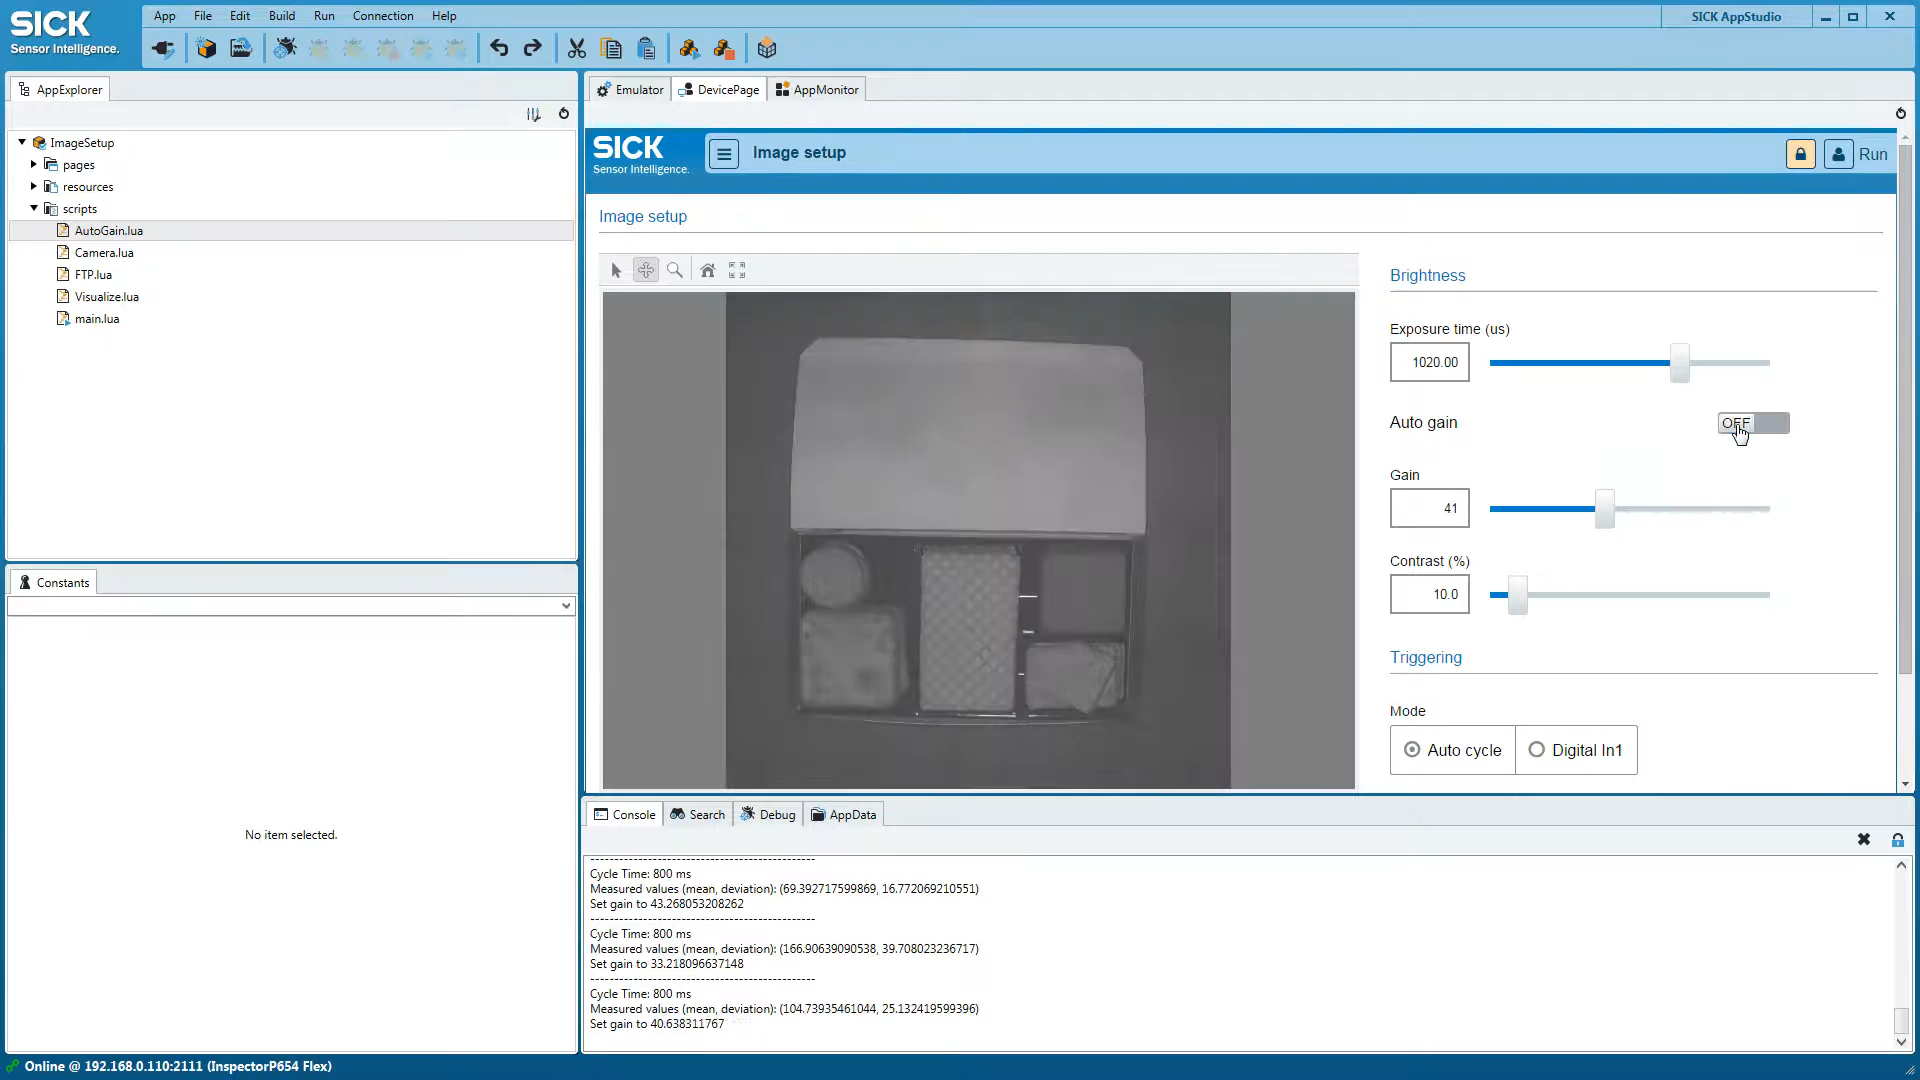 SICK
Sensor Intelligence.
App File Edit Build Run Connection Help
SICK AppStudio
AppExplorer
ImageSetup
pages
resources
scripts
AutoGain.lua
Camera.lua
FTP.lua
Visualize.lua
main.lua
Constants
No item selected.
Emulator DevicePage AppMonitor
SICK
Sensor Intelligence.
Image setup
Run
Image setup
Brightness
Exposure time (us)
1020.00
Auto gain
OFF
Gain
41
Contrast (%)
10.0
Triggering
Mode
Auto cycle Digital In1
Console Search Debug AppData
------------------------------------------------
Cycle Time: 800 ms
Measured values (mean, deviation): (69.392717599869, 16.772069210551)
Set gain to 43.268053208262
------------------------------------------------
Cycle Time: 800 ms
Measured values (mean, deviation): (166.90639090538, 39.708023236717)
Set gain to 33.218096637148
------------------------------------------------
Cycle Time: 800 ms
Measured values (mean, deviation): (104.73935461044, 25.132419599396)
Set gain to 40.638311767
Online @ 192.168.0.110:2111 (InspectorP654 Flex)